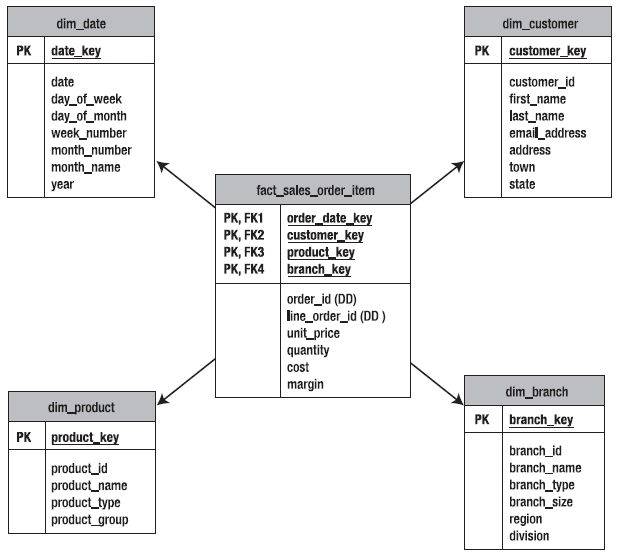 dim_date
PK date_key
date
day_of_week
day_of_month
week_number
month_number
month_name
year
dim_customer
PK customer_key
customer_id
first_name
last_name
email_address
address
town
state
fact_sales_order_item
PK, FK1 order_date_key
PK, FK2 customer_key
PK, FK3 product_key
PK, FK4 branch_key
order_id (DD)
line_order_id (DD )
unit_price
quantity
cost
margin
dim_product
PK product_key
product_id
product_name
product_type
product_group
dim_branch
PK branch_key
branch_id
branch_name
branch_type
branch_size
region
division